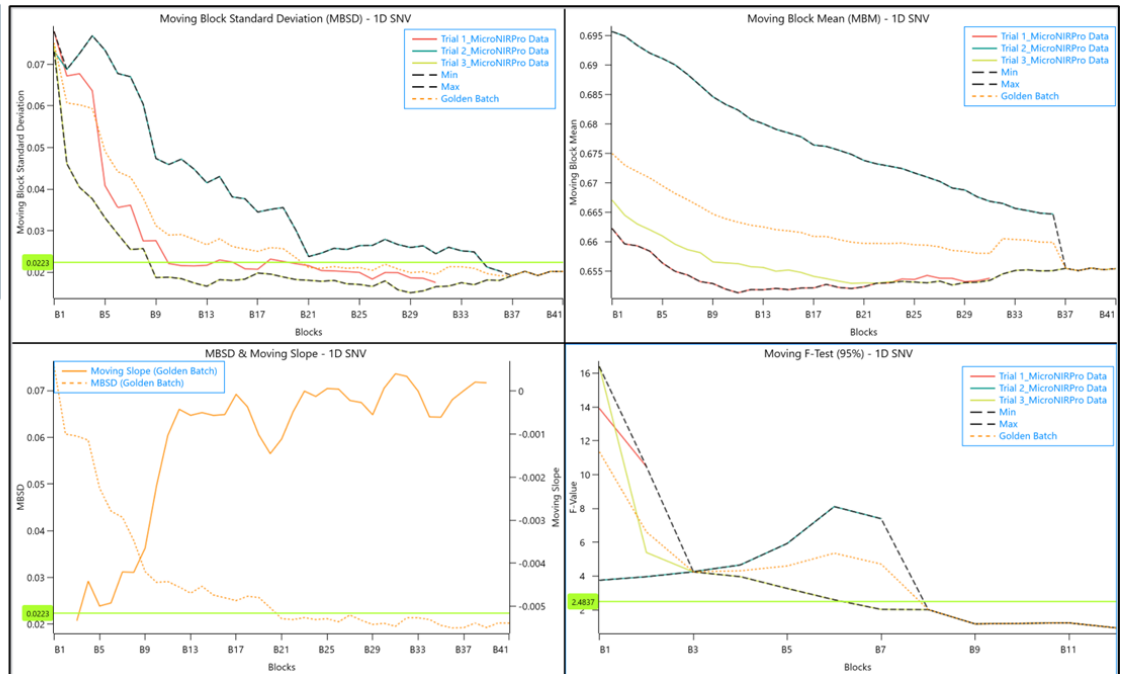 Moving Block Standard Deviation (MBSD) - 1D SNV
Trial 1_MicroNIRPro Data
Trial 2_MicroNIRPro Data
Trial 3_MicroNIRPro Data
Min
Max
Golden Batch
Moving Block Standard Deviation
0.07
0.06
0.05
0.04
0.03
0.0223
0.02
B1 B5 B9 B13 B17 B21 B25 B29 B33 B37 B41
Blocks
Moving Block Mean (MBM) - 1D SNV
Trial 1_MicroNIRPro Data
Trial 2_MicroNIRPro Data
Trial 3_MicroNIRPro Data
Min
Max
Golden Batch
Moving Block Mean
0.695
0.69
0.685
0.68
0.675
0.67
0.665
0.66
0.655
B1 B5 B9 B13 B17 B21 B25 B29 B33 B37 B41
Blocks
MBSD & Moving Slope - 1D SNV
Moving Slope (Golden Batch)
MBSD (Golden Batch)
MBSD
0.07
0.06
0.05
0.04
0.03
0.0223
0.02
0
-0.001
-0.002
-0.003
-0.004
-0.005
Moving Slope
B1 B5 B9 B13 B17 B21 B25 B29 B33 B37 B41
Blocks
Moving F-Test (95%) - 1D SNV
Trial 1_MicroNIRPro Data
Trial 2_MicroNIRPro Data
Trial 3_MicroNIRPro Data
Min
Max
Golden Batch
F-Value
16
14
12
10
8
6
4
2.4837
2
B1 B3 B5 B7 B9 B11
Blocks